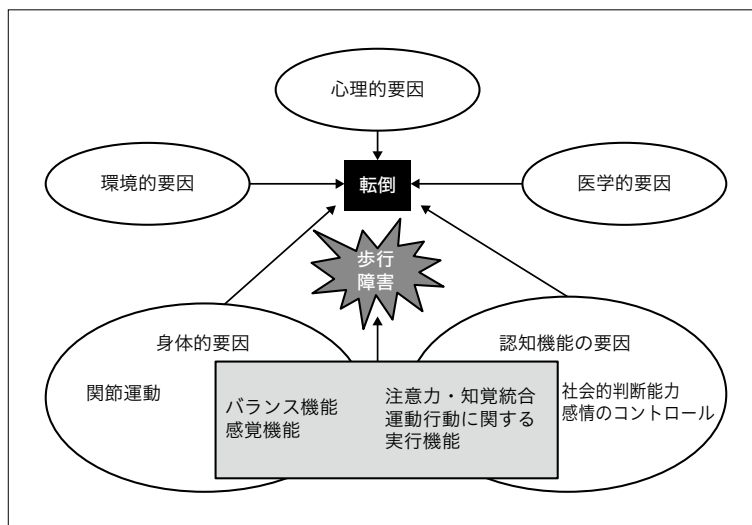 心理的要因
環境的要因
転倒
医学的要因
歩行
障害
身体的要因
関節運動
バランス機能
感覚機能
認知機能の要因
注意力・知覚統合
運動行動に関する
実行機能
社会的判断能力
感情のコントロール